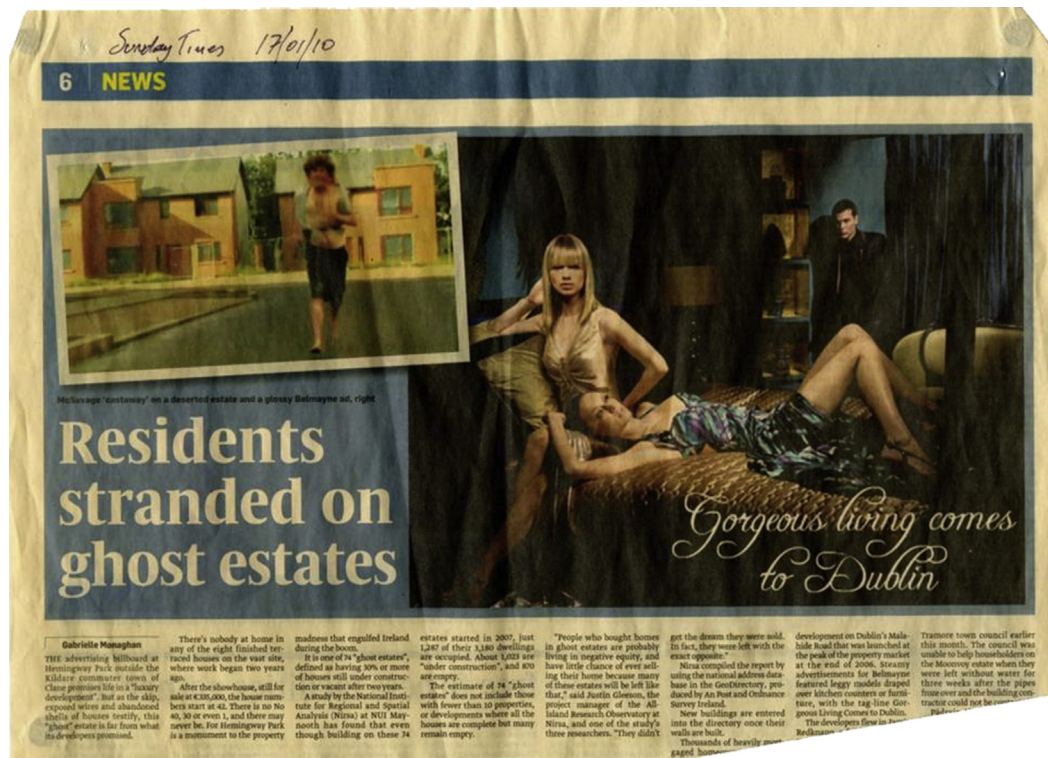 Sunday Times 17/01/10
6 NEWS
McSavage 'castaway' on a deserted estate and a glossy Belmayne ad, right
Residents
stranded on
ghost estates
Gorgeous living comes
to Dublin
Gabrielle Monaghan
THE advertising billboard at
Hemingway Park outside the
Kildare commuter town of
Clane promises life in a "luxury
development". But as the skip,
exposed wires and abandoned
shells of houses testify, this
"ghost" estate is far from what
its developers promised.
There's nobody at home in
any of the eight finished ter-
raced houses on the vast site,
where work began two years
ago.
After the showhouse, still for
sale at €385,000, the house num-
bers start at 42. There is no No
40, 30 or even 1, and there may
never be. For Hemingway Park
is a monument to the property
madness that engulfed Ireland
during the boom.
It is one of 74 "ghost estates",
defined as having 30% or more
of houses still under construc-
tion or vacant after two years.
A study by the National Insti-
tute for Regional and Spatial
Analysis (Nirsa) at NUI May-
nooth has found that even
though building on these 74
estates started in 2007, just
1,287 of their 3,180 dwellings
are occupied. About 1,023 are
"under construction", and 870
are empty.
The estimate of 74 "ghost
estates" does not include those
with fewer than 10 properties,
or developments where all the
houses are complete but many
remain empty.
"People who bought homes
in ghost estates are probably
living in negative equity, and
have little chance of ever sell-
ing their home because many
of these estates will be left like
that," said Justin Gleeson, the
project manager of the All-
Island Research Observatory at
Nirsa, and one of the study's
three researchers. "They didn't
get the dream they were sold.
In fact, they were left with the
exact opposite."
Nirsa compiled the report by
using the national address data-
base in the GeoDirectory, pro-
duced by An Post and Ordnance
Survey Ireland.
New buildings are entered
into the directory once their
walls are built.
Thousands of heavily
development on Dublin's Mala-
hide Road that was launched at
the peak of the property market
at the end of 2006. Steamy
advertisements for Belmayne
featured leggy models draped
over kitchen counters or furni-
ture, with the tag-line Gor-
geous Living Comes to Dublin.
The developers flew in
Tramore town council earlier
this month. The council was
unable to help householders on
the Moonvoy estate when they
were left without water for
three weeks after the pipes
froze over and the building con-
tractor could not be